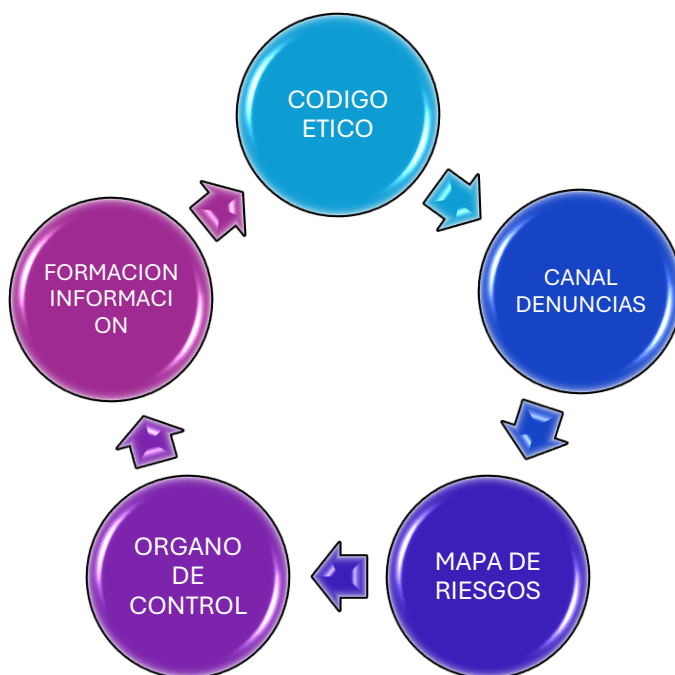 CODIGO
ETICO
CANAL
DENUNCIAS
MAPA DE
RIESGOS
ORGANO
DE
CONTROL
FORMACION
INFORMACI
ON